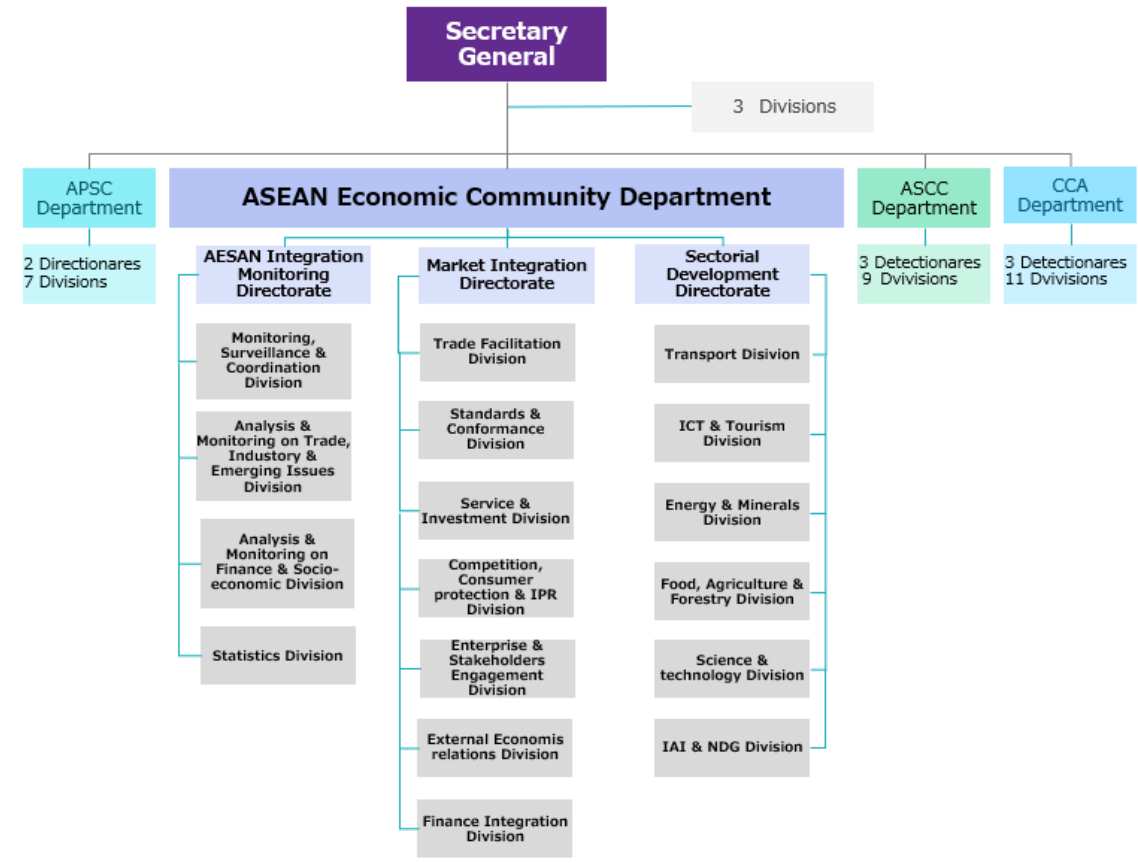 Secretary
General
3 Divisions
APSC
Department
ASEAN Economic Community Department
ASCC
Department
CCA
Department
2 Directionares
7 Divisions
AESAN Integration
Monitoring
Directorate
Market Integration
Directorate
Sectorial
Development
Directorate
3 Detectionares
9 Dvivisions
3 Detectionares
11 Dvivisions
Monitoring,
Surveillance &
Coordination
Division
Analysis &
Monitoring on Trade,
Industory &
Emerging Issues
Division
Analysis &
Monitoring on
Finance & Socio-
economic Division
Statistics Division
Trade Facilitation
Division
Standards &
Conformance
Division
Service &
Investment Division
Competition,
Consumer
protection & IPR
Division
Enterprise &
Stakeholders
Engagement
Division
External Economis
relations Division
Finance Integration
Division
Transport Disivion
ICT & Tourism
Division
Energy & Minerals
Division
Food, Agriculture &
Forestry Division
Science &
technology Division
IAI & NDG Division